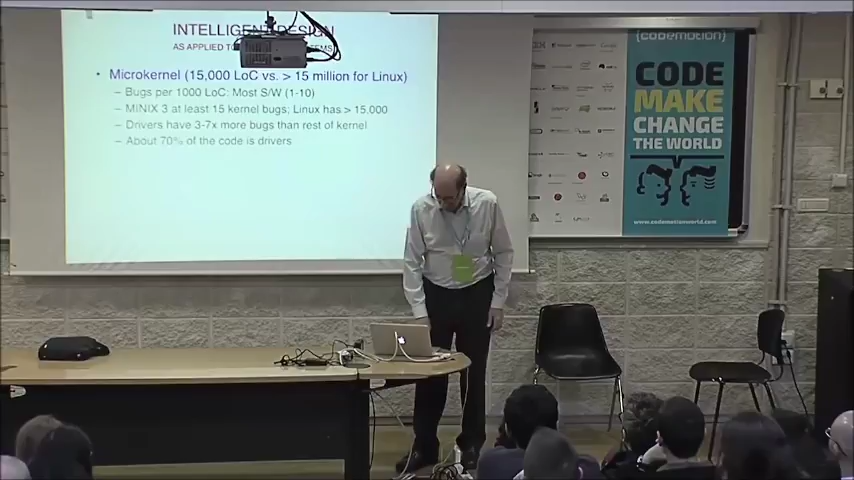 INTELLIGENT DESIGN
AS APPLIED TO
• Microkernel (15,000 LoC vs. > 15 million for Linux)
– Bugs per 1000 LoC: Most S/W (1-10)
– MINIX 3 at least 15 kernel bugs; Linux has > 15,000
– Drivers have 3-7x more bugs than rest of kernel
– About 70% of the code is drivers
{codemotion}
CODE
MAKE
CHANGE
THE
WORLD
www.codemotionworld.com